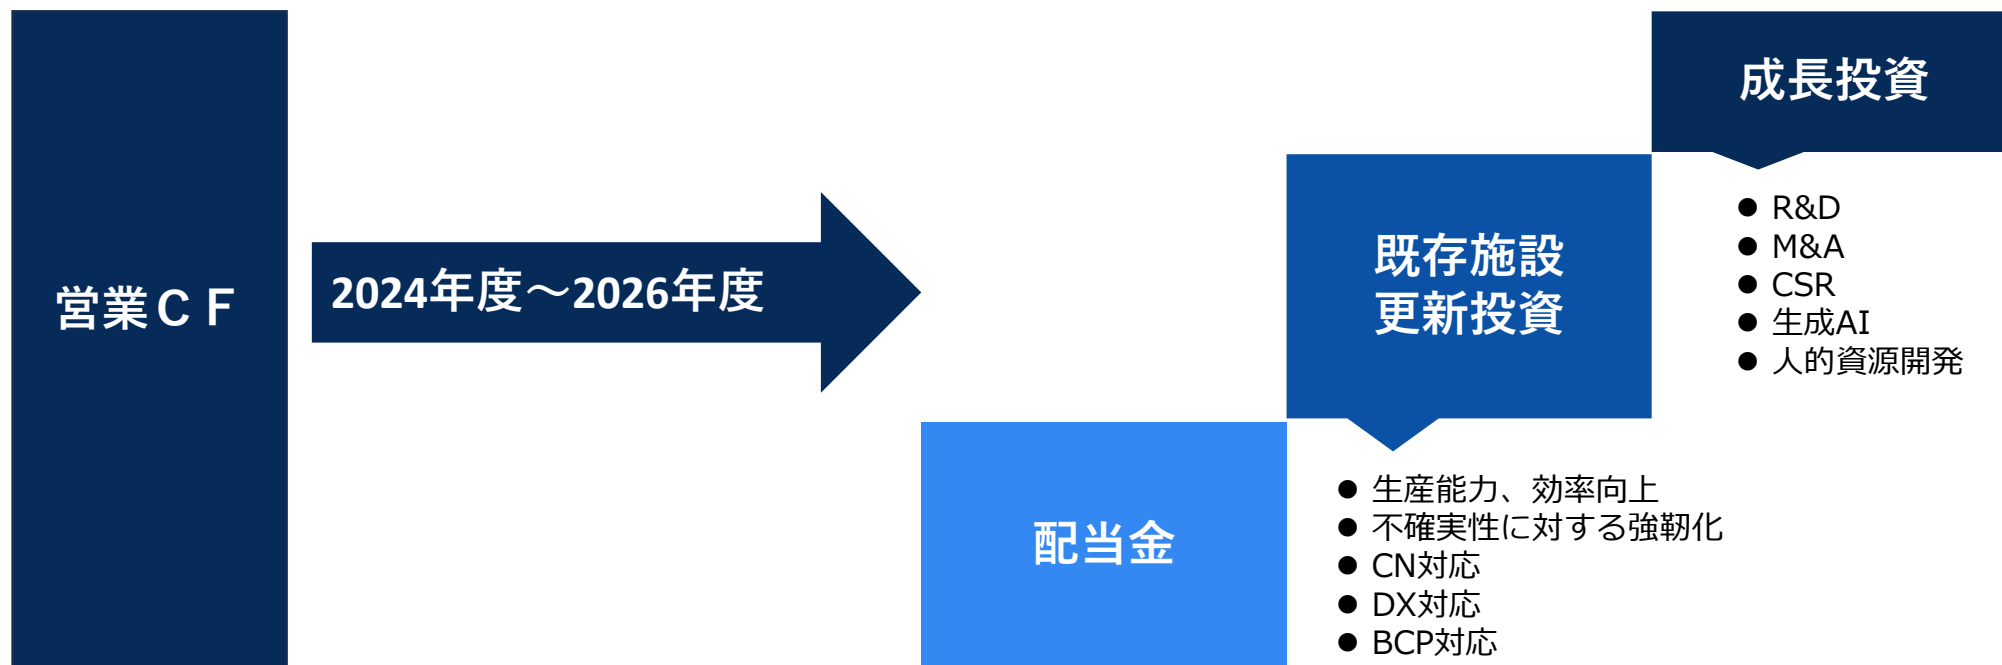 営業ＣＦ
2024年度～2026年度
配当金
既存施設
更新投資
● 生産能力、効率向上
● 不確実性に対する強靭化
● CN対応
● DX対応
● BCP対応
成長投資
● R&D
● M&A
● CSR
● 生成AI
● 人的資源開発